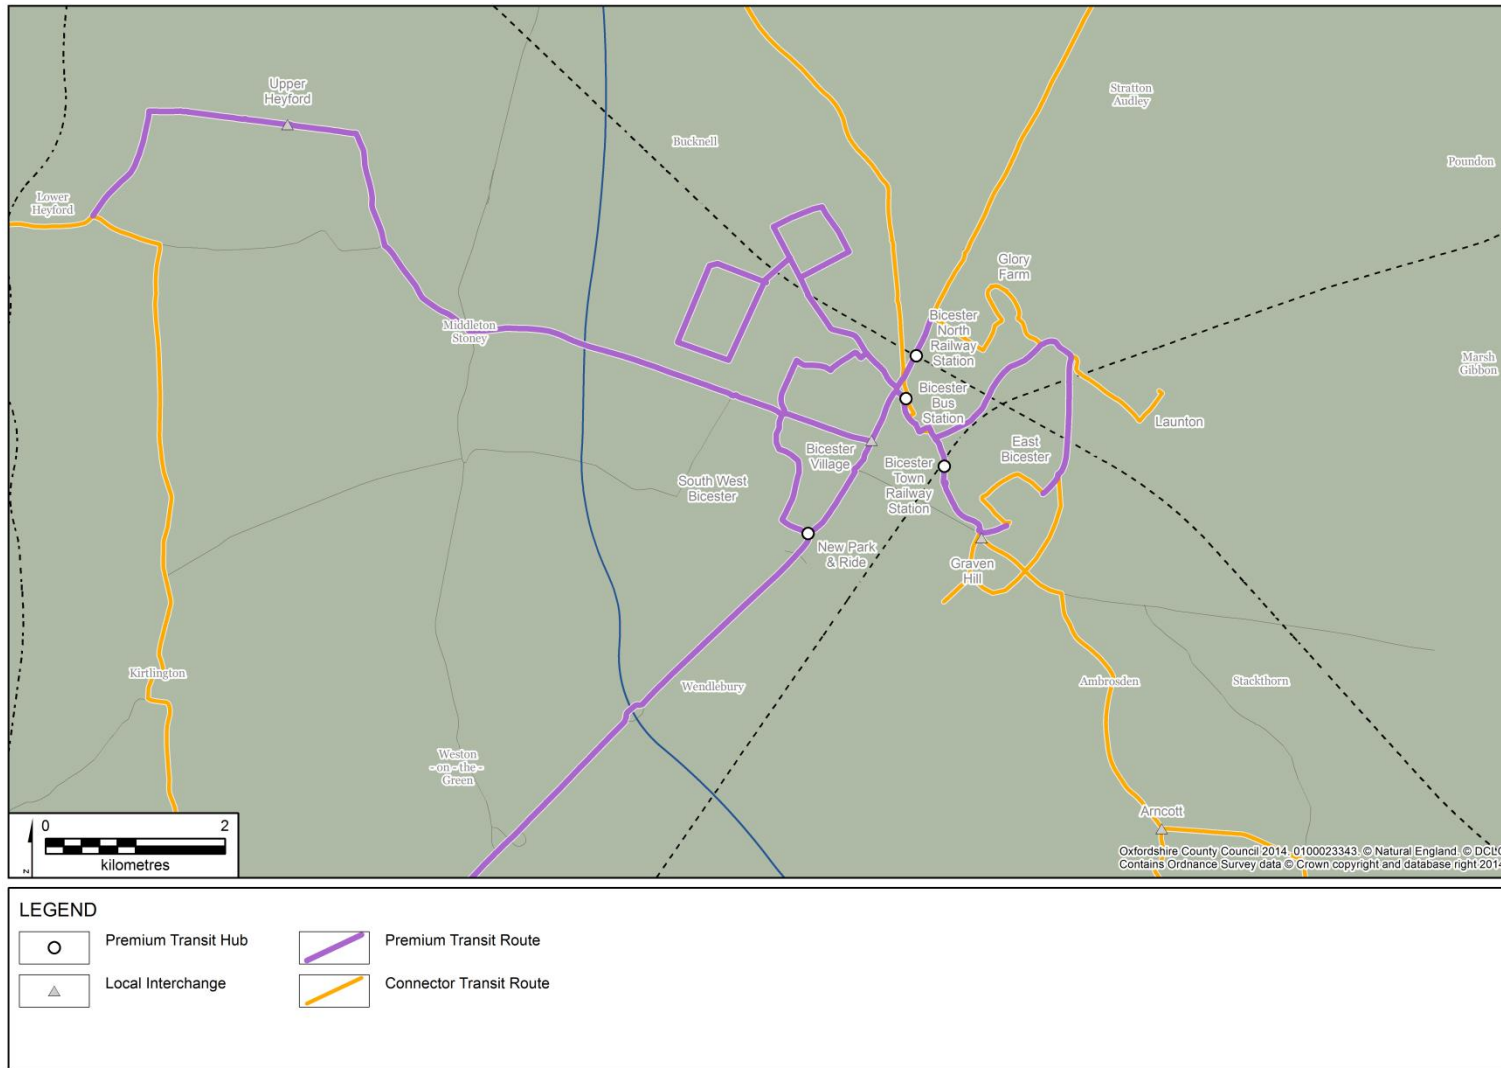 Upper
Heyford
Stratton
Audley
Bucknell
Poundon
Lower
Heyford
Glory
Farm
Bicester
North
Railway
Station
Middleton
Stoney
Marsh
Gibbon
Bicester
Bus
Station
Launton
East
Bicester
Bicester
Village
Bicester
Town
Railway
Station
South West
Bicester
New Park
& Ride
Graven
Hill
Kirtlington
Wendlebury
Ambrosden
Stackthorn
Weston
- on - the -
Green
Arncott
0 2
kilometres
z
Oxfordshire County Council 2014. 0100023343. © Natural England. © DCLG
Contains Ordnance Survey data © Crown copyright and database right 2014
LEGEND
Premium Transit Hub
Premium Transit Route
Local Interchange
Connector Transit Route